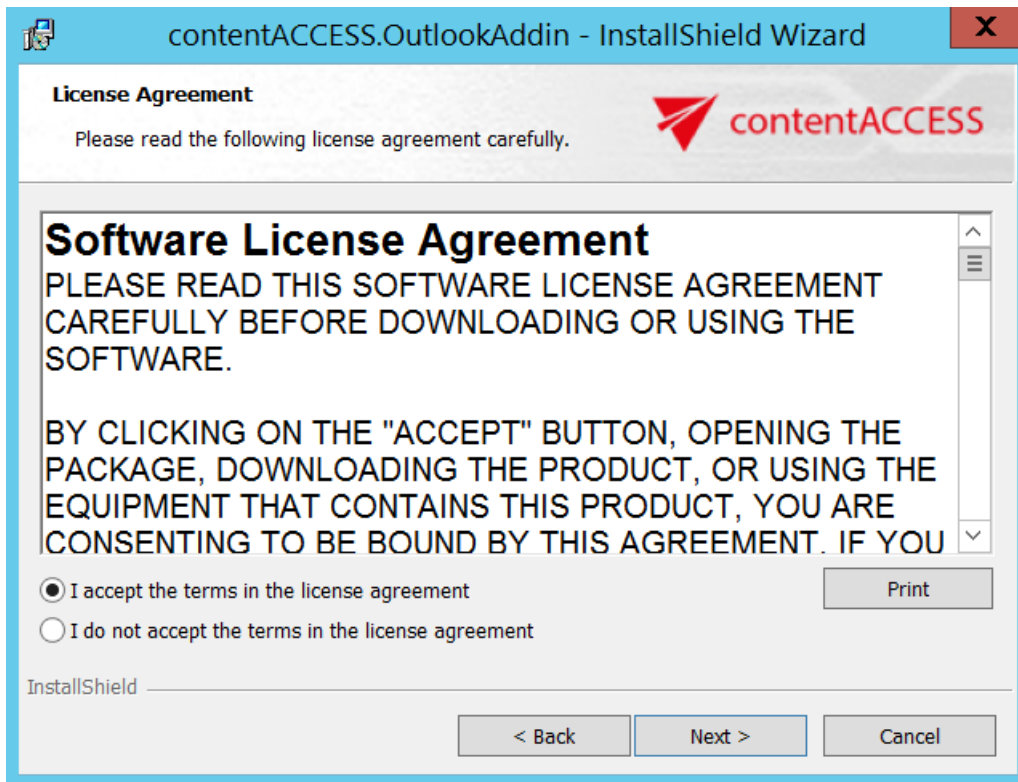 contentACCESS.OutlookAddin - InstallShield Wizard
X
License Agreement
Please read the following license agreement carefully.
contentACCESS
Software License Agreement
PLEASE READ THIS SOFTWARE LICENSE AGREEMENT
CAREFULLY BEFORE DOWNLOADING OR USING THE
SOFTWARE.
BY CLICKING ON THE "ACCEPT" BUTTON, OPENING THE
PACKAGE, DOWNLOADING THE PRODUCT, OR USING THE
EQUIPMENT THAT CONTAINS THIS PRODUCT, YOU ARE
CONSENTING TO BE BOUND BY THIS AGREEMENT. IF YOU
I accept the terms in the license agreement
Print
I do not accept the terms in the license agreement
InstallShield
< Back
Next >
Cancel